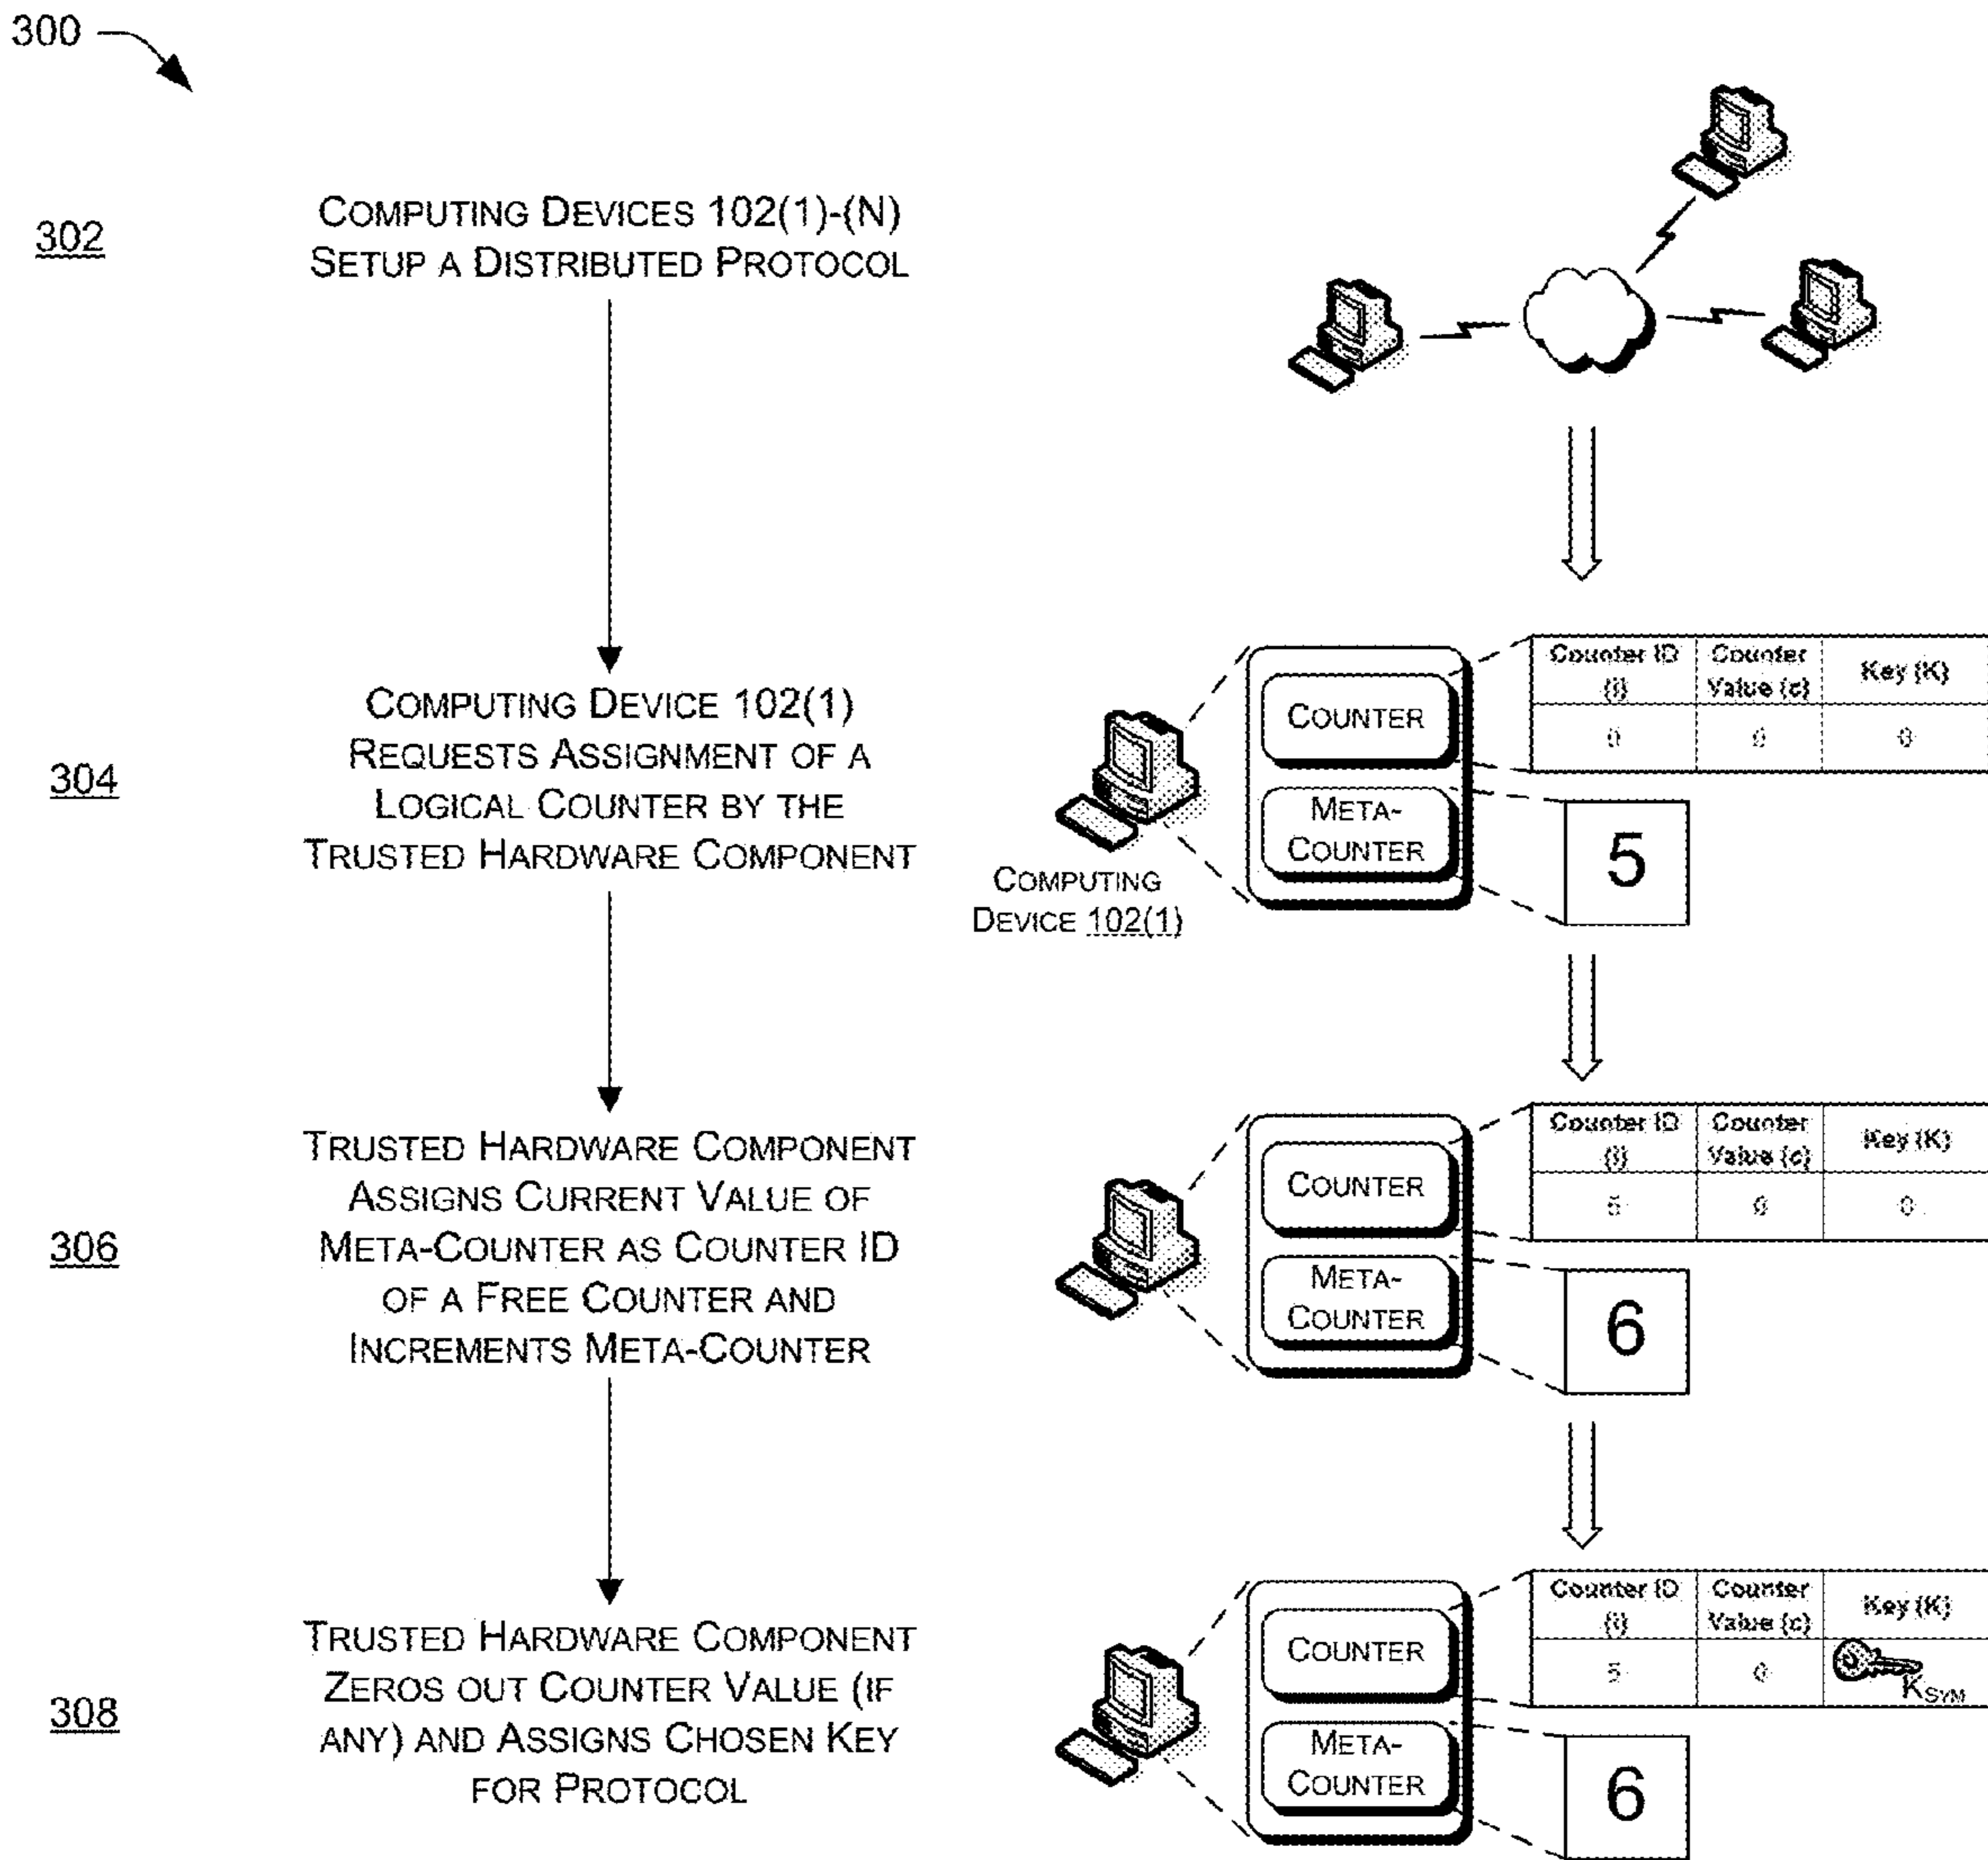 300
302
COMPUTING DEVICES 102(1)-(N)
SETUP A DISTRIBUTED PROTOCOL
304
COMPUTING DEVICE 102(1)
REQUESTS ASSIGNMENT OF A
LOGICAL COUNTER BY THE
TRUSTED HARDWARE COMPONENT
COMPUTING
DEVICE 102(1)
COUNTER
META-
COUNTER
Counter ID
(i)
Counter
Value (c)
Key (K)
0
0
0
5
306
TRUSTED HARDWARE COMPONENT
ASSIGNS CURRENT VALUE OF
META-COUNTER AS COUNTER ID
OF A FREE COUNTER AND
INCREMENTS META-COUNTER
COUNTER
META-
COUNTER
Counter ID
(i)
Counter
Value (c)
Key (K)
5
0
0
6
308
TRUSTED HARDWARE COMPONENT
ZEROS OUT COUNTER VALUE (IF
ANY) AND ASSIGNS CHOSEN KEY
FOR PROTOCOL
COUNTER
META-
COUNTER
Counter ID
(i)
Counter
Value (c)
Key (K)
5
0
KSYM
6